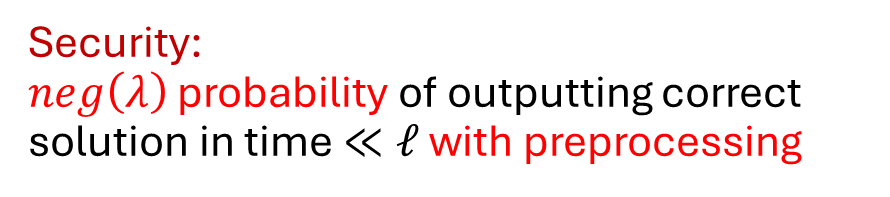 Security:
𝑛𝑒𝑔(𝜆) probability of outputting correct
solution in time ≪ ℓ with preprocessing